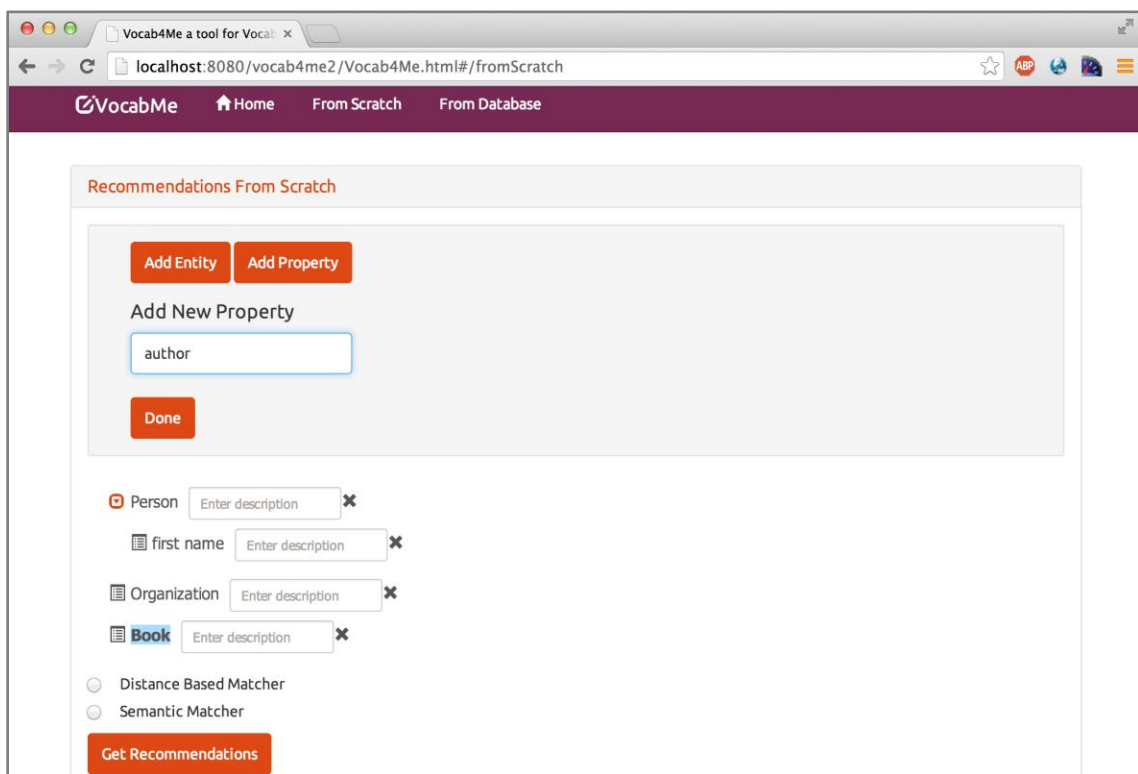 Vocab4Me a tool for Vocab
localhost:8080/vocab4me2/Vocab4Me.html#/fromScratch
ABP
VocabMe Home From Scratch From Database
Recommendations From Scratch
Add Entity Add Property
Add New Property
author
Done
Person Enter description
first name Enter description
Organization Enter description
Book Enter description
Distance Based Matcher
Semantic Matcher
Get Recommendations